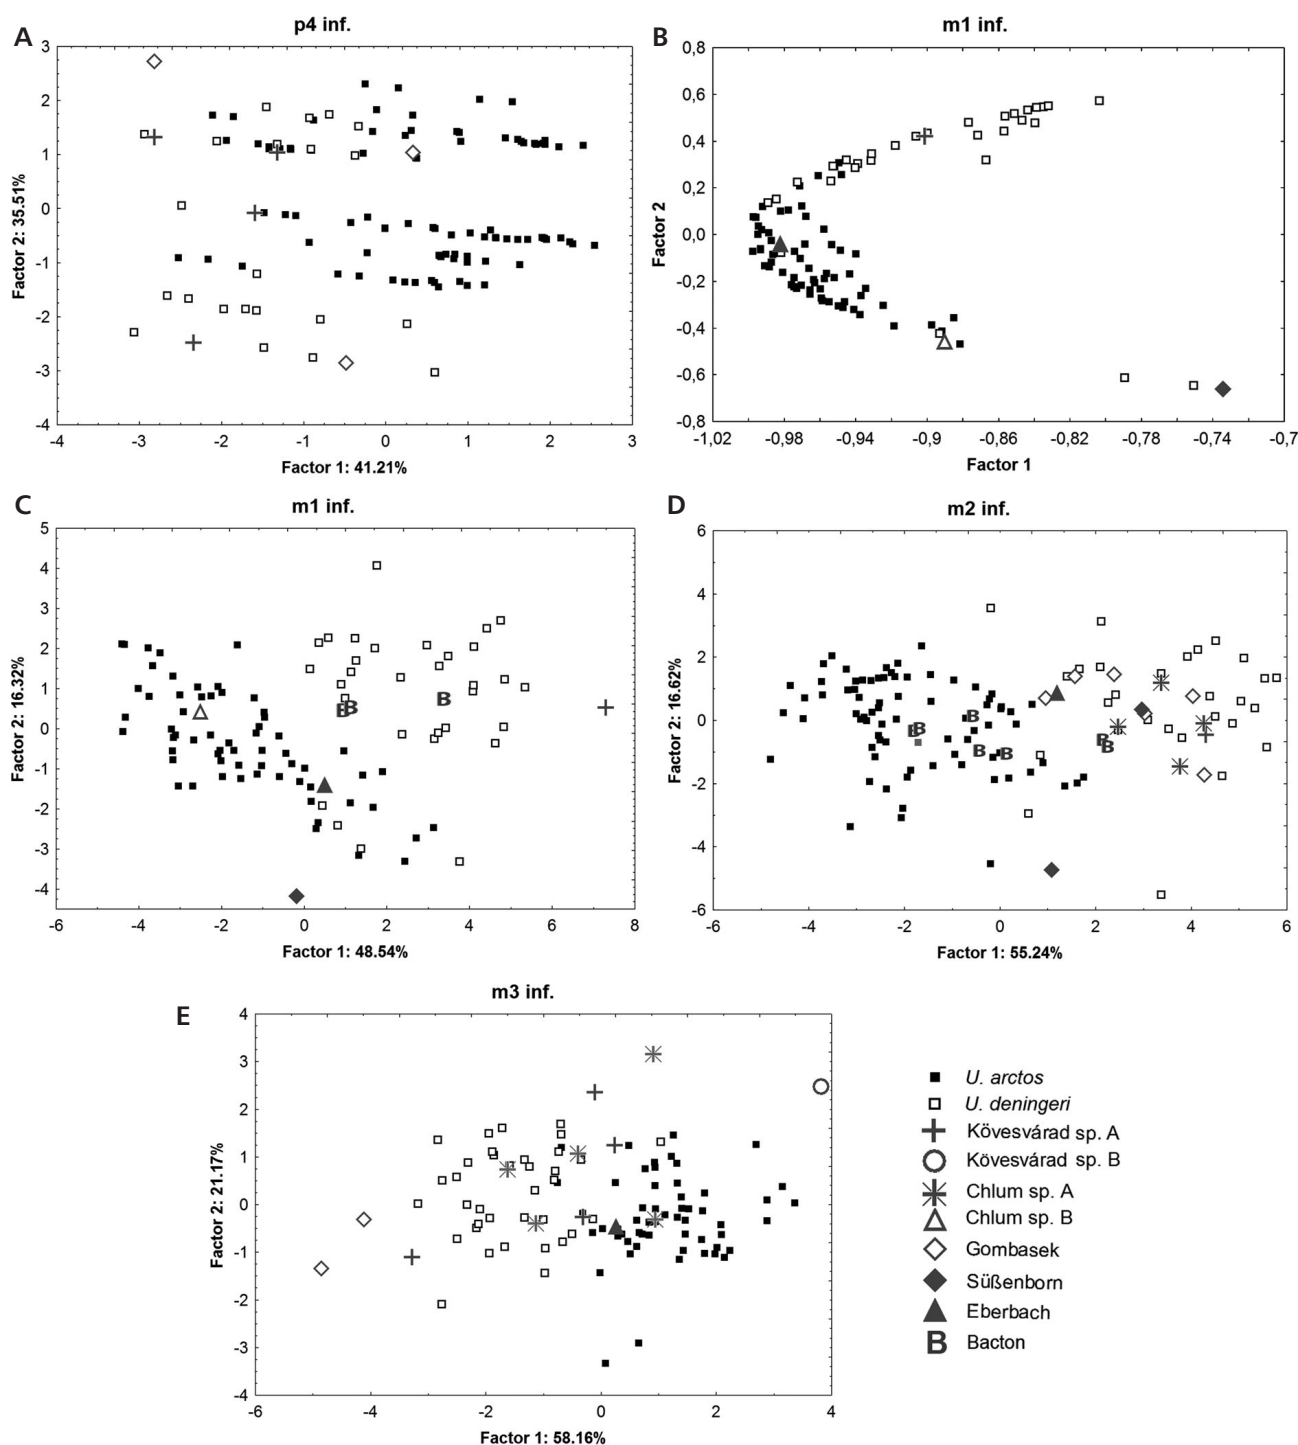 A
p4 inf.
3
2
1
0
-1
-2
-3
-4
Factor 2: 35.51%
-4 -3 -2 -1 0 1 2 3
Factor 1: 41.21%
B
m1 inf.
0,8
0,6
0,4
0,2
0,0
-0,2
-0,4
-0,6
-0,8
Factor 2
-1,02 -0,98 -0,94 -0,9 -0,86 -0,82 -0,78 -0,74 -0,7
Factor 1
C
m1 inf.
5
4
3
2
1
0
-1
-2
-3
-4
Factor 2: 16.32%
B B B
-6 -4 -2 0 2 4 6 8
Factor 1: 48.54%
D
m2 inf.
6
4
2
0
-2
-4
-6
Factor 2: 16.62%
B B B B B B B
-6 -4 -2 0 2 4 6
Factor 1: 55.24%
E
m3 inf.
4
3
2
1
0
-1
-2
-3
-4
Factor 2: 21.17%
-6 -4 -2 0 2 4
Factor 1: 58.16%
U. arctos
U. deningeri
Kövesvárad sp. A
Kövesvárad sp. B
Chlum sp. A
Chlum sp. B
Gombasek
Süßenborn
Eberbach
B Bacton